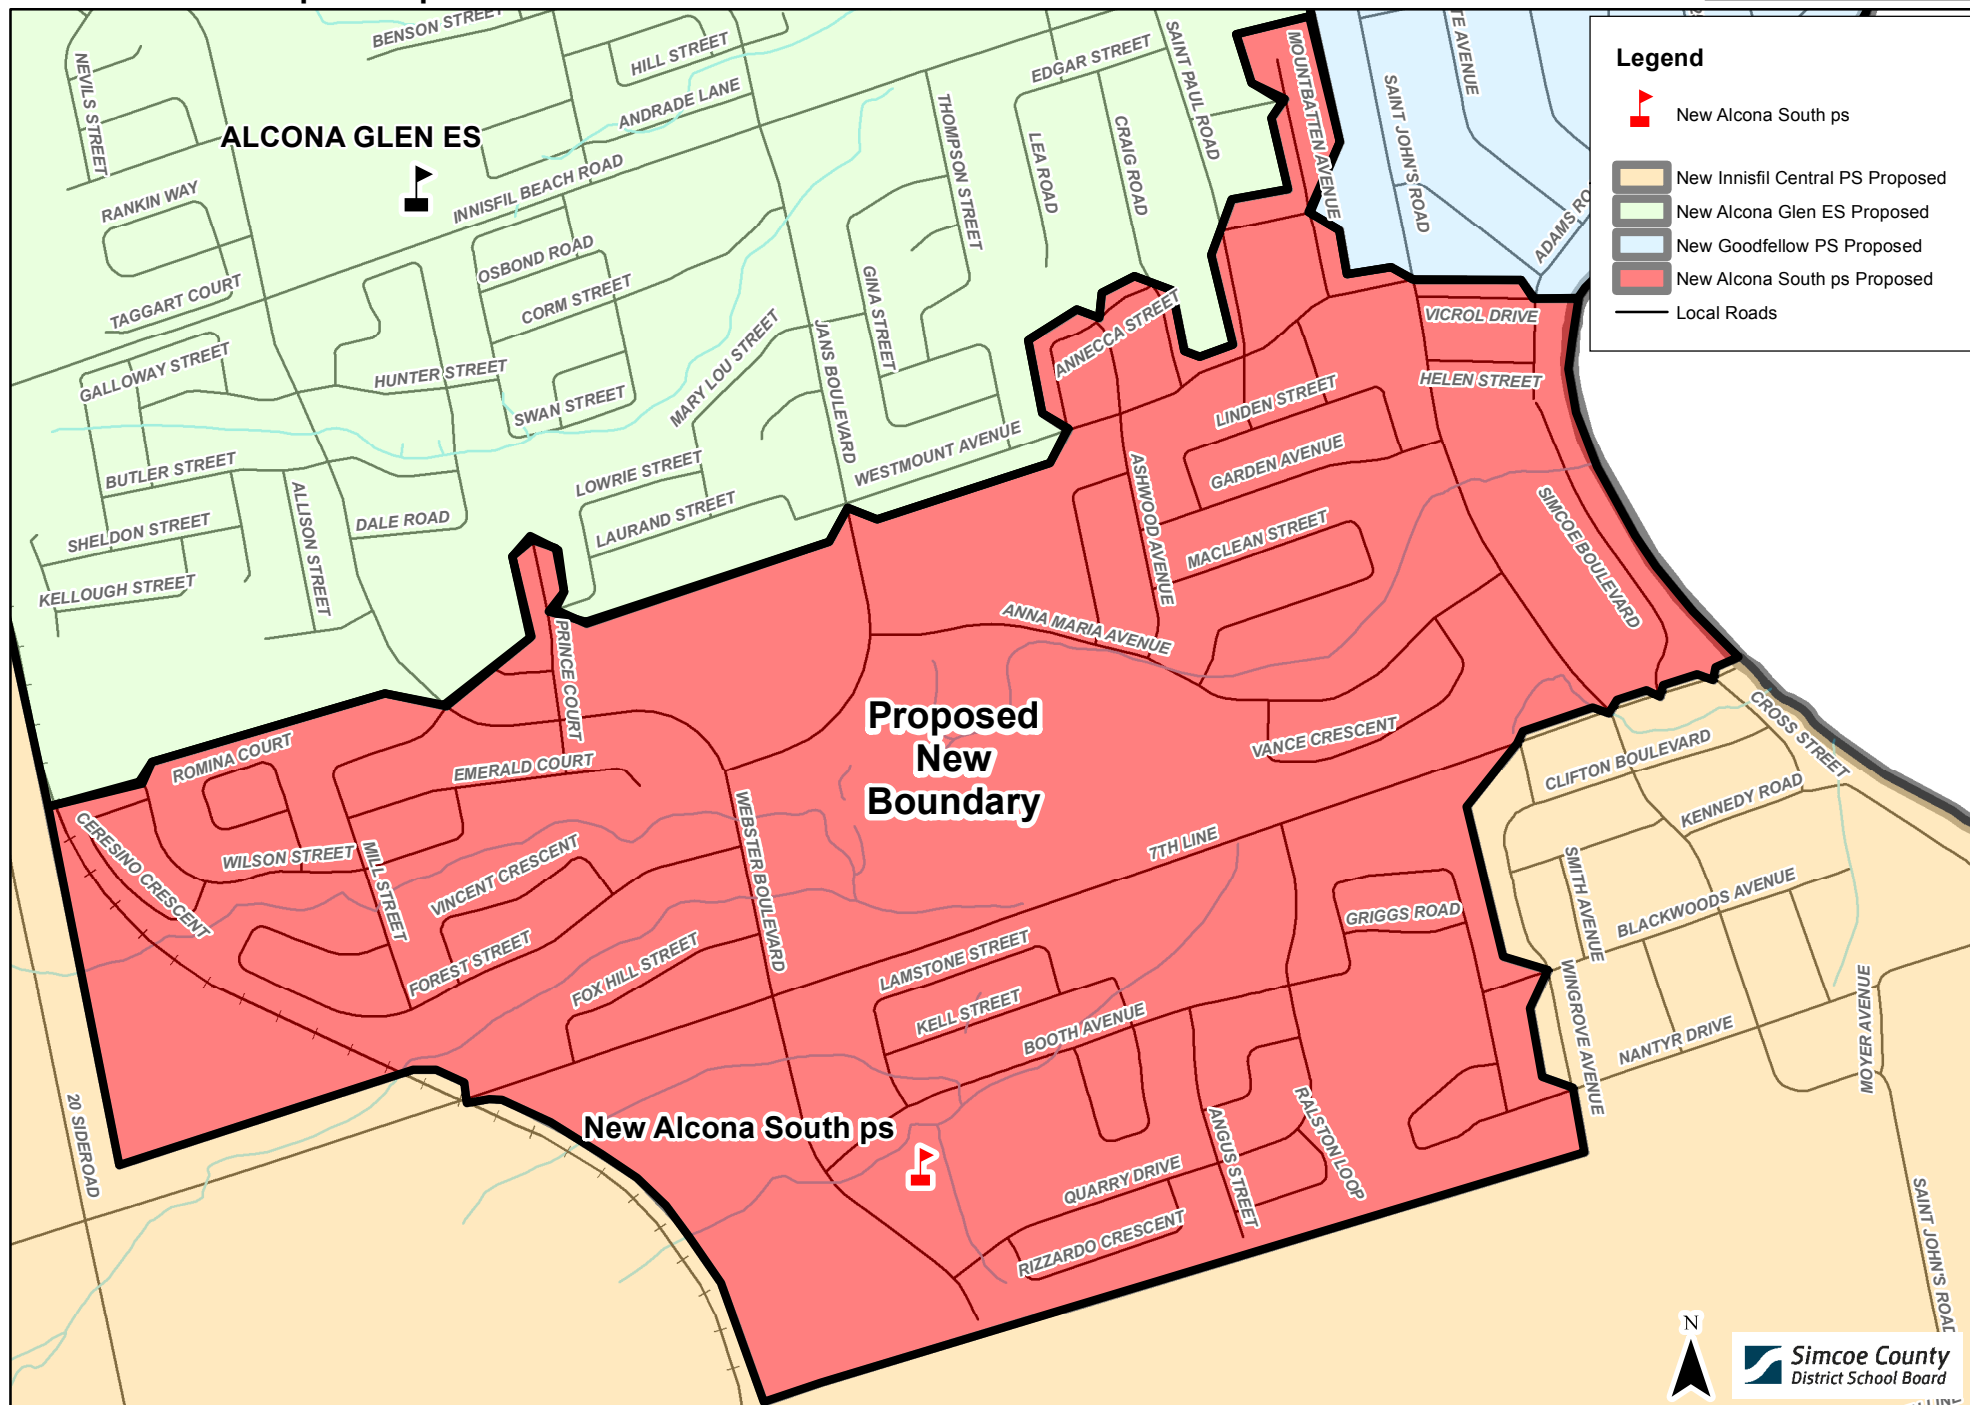 BENSON STREET
HILL STREET
ANDRADE LANE
NEVILS STREET
ALCONA GLEN ES
RANKIN WAY
INNISFIL BEACH ROAD
TAGGART COURT
OSBOND ROAD
CORM STREET
EDGAR STREET
SAINT PAUL ROAD
THOMPSON STREET
LEA ROAD
CRAIG ROAD
MOUNTBATTEN AVENUE
SAINT JOHN'S ROAD
TE AVENUE
ADAMS RO
Legend
New Alcona South ps
New Innisfil Central PS Proposed
New Alcona Glen ES Proposed
New Goodfellow PS Proposed
New Alcona South ps Proposed
Local Roads
GALLOWAY STREET
HUNTER STREET
SWAN STREET
MARY LOU STREET
JANS BOULEVARD
GINA STREET
ANNECCA STREET
VICROL DRIVE
HELEN STREET
LINDEN STREET
GARDEN AVENUE
WESTMOUNT AVENUE
BUTLER STREET
LOWRIE STREET
LAURAND STREET
ALLISON STREET
DALE ROAD
SHELDON STREET
KELLOUGH STREET
ASHWOOD AVENUE
MACLEAN STREET
SIMCOE BOULEVARD
ANNA MARIA AVENUE
PRINCE COURT
Proposed
New
Boundary
VANCE CRESCENT
CROSS STREET
CLIFTON BOULEVARD
KENNEDY ROAD
ROMINA COURT
EMERALD COURT
CERESINO CRESCENT
WILSON STREET
MILL STREET
VINCENT CRESCENT
WEBSTER BOULEVARD
7TH LINE
SMITH AVENUE
BLACKWOODS AVENUE
GRIGGS ROAD
FOREST STREET
FOX HILL STREET
LAMSTONE STREET
KELL STREET
BOOTH AVENUE
WINGROVE AVENUE
NANTYR DRIVE
MOYER AVENUE
20 SIDEROAD
New Alcona South ps
ANGUS STREET
RALSTON LOOP
QUARRY DRIVE
RIZZARDO CRESCENT
SAINT JOHN'S ROAD
N
Simcoe County
District School Board